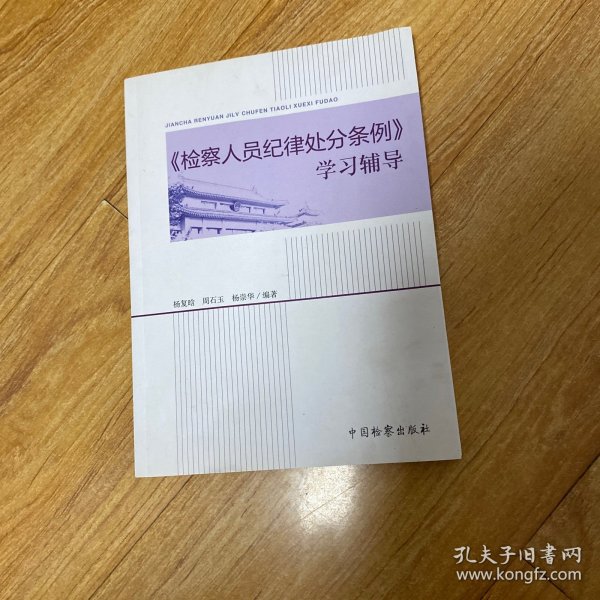 JIANCHA RENYUAN JILV CHUFEN TIAOLI XUEXI FUDAO
《检察人员纪律处分条例》
学习辅导
杨复晗 周石玉 杨崇华/编著
中国检察出版社
孔夫子旧书网
www.kongfz.com